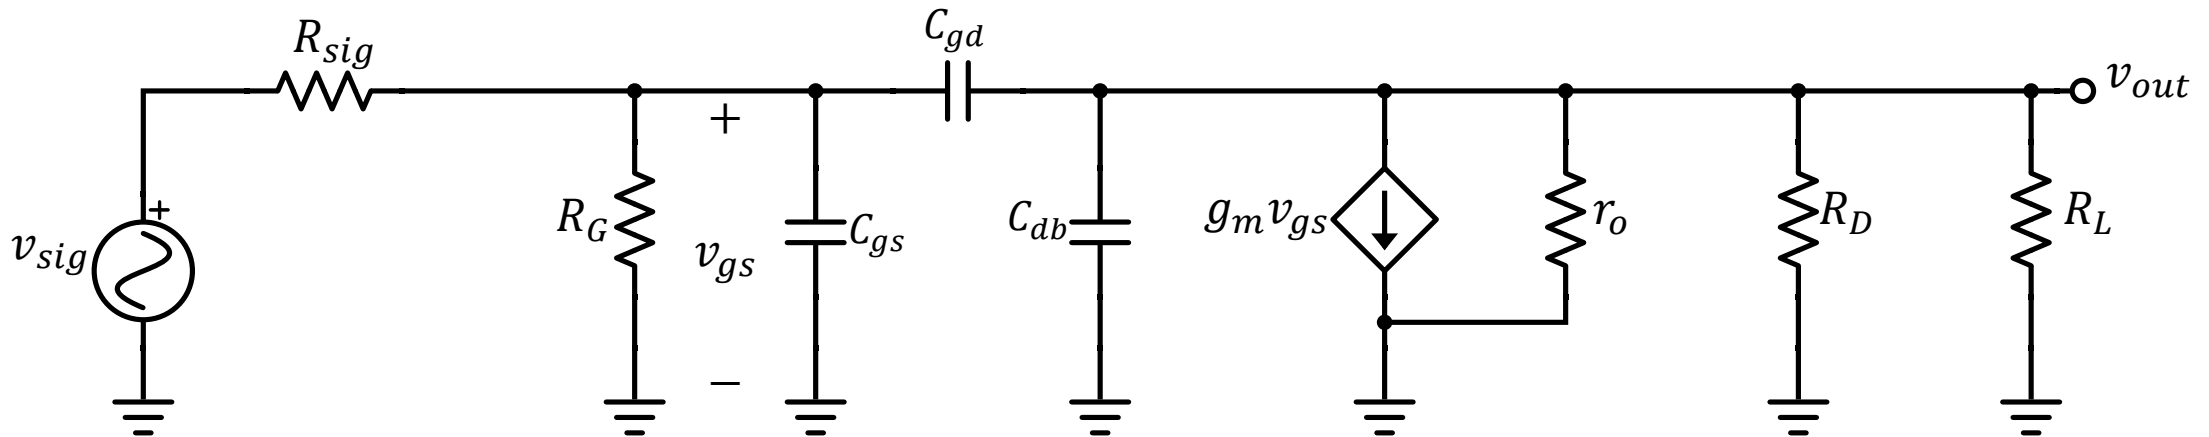 R_sig
C_gd
v_out
+
+
v_sig
R_G
v_gs
C_gs
C_db
g_m v_gs
r_o
R_D
R_L
−